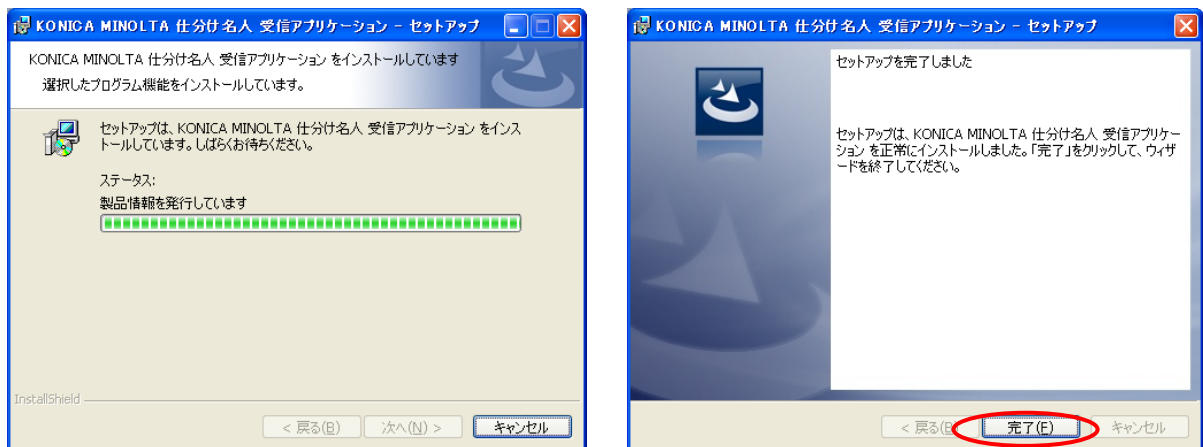 KONICA MINOLTA 仕分け名人 受信アプリケーション - セットアップ
KONICA MINOLTA 仕分け名人 受信アプリケーション をインストールしています
選択したプログラム機能をインストールしています。
セットアップは、KONICA MINOLTA 仕分け名人 受信アプリケーション をインス
トールしています。しばらくお待ちください。
ステータス:
製品情報を発行しています
InstallShield
< 戻る(B) 次へ(N) > キャンセル
KONICA MINOLTA 仕分け名人 受信アプリケーション - セットアップ
セットアップを完了しました
セットアップは、KONICA MINOLTA 仕分け名人 受信アプリケー
ション を正常にインストールしました。「完了」をクリックして、ウィザ
ードを終了してください。
< 戻る(B 完了(F) キャンセル